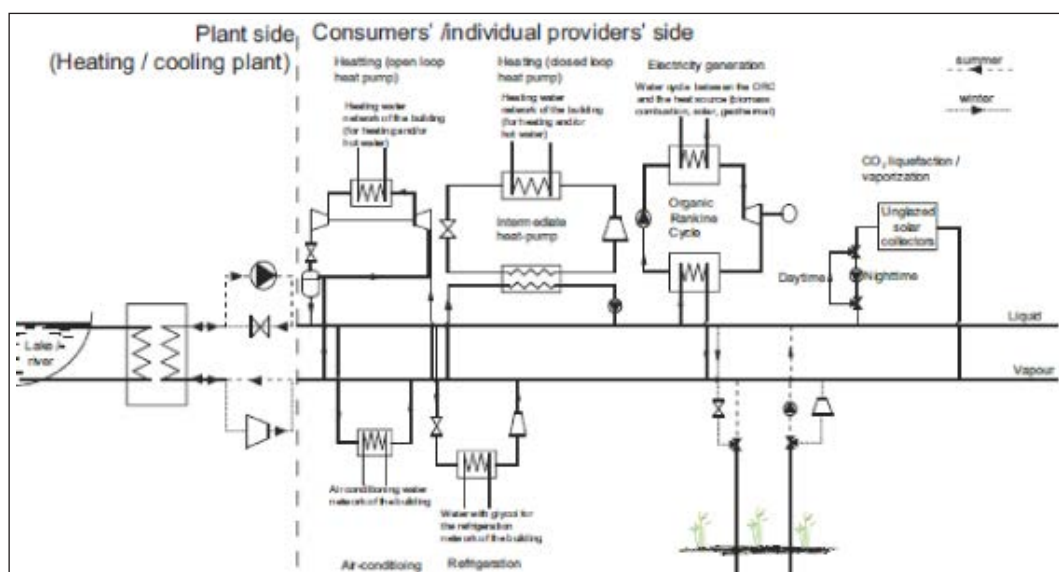 Plant side
(Heating / cooling plant)
Consumers' /individual providers' side
Heatting (open loop
heat pump)
Heating water
network of the building
(for heating and/or
hot water)
Heating (closed loop
heat pump)
Heating water
network of the building
(for heating and/or
hot water)
Intermediate
heat-pump
Electricity generation
Water cycle between the ORC
and the heat source (biomass
combustion, solar, geothermal)
Organic
Rankine
Cycle
summer
winter
CO₂ liquefaction /
vaporization
Unglazed
solar
collectors
Daytime
Nighttime
Lake /
river
Liquid
Vapour
Air-conditioning water
network of the building
Water with glycol for
the refrigeration
network of the building
Air-conditioing
Refrigeration